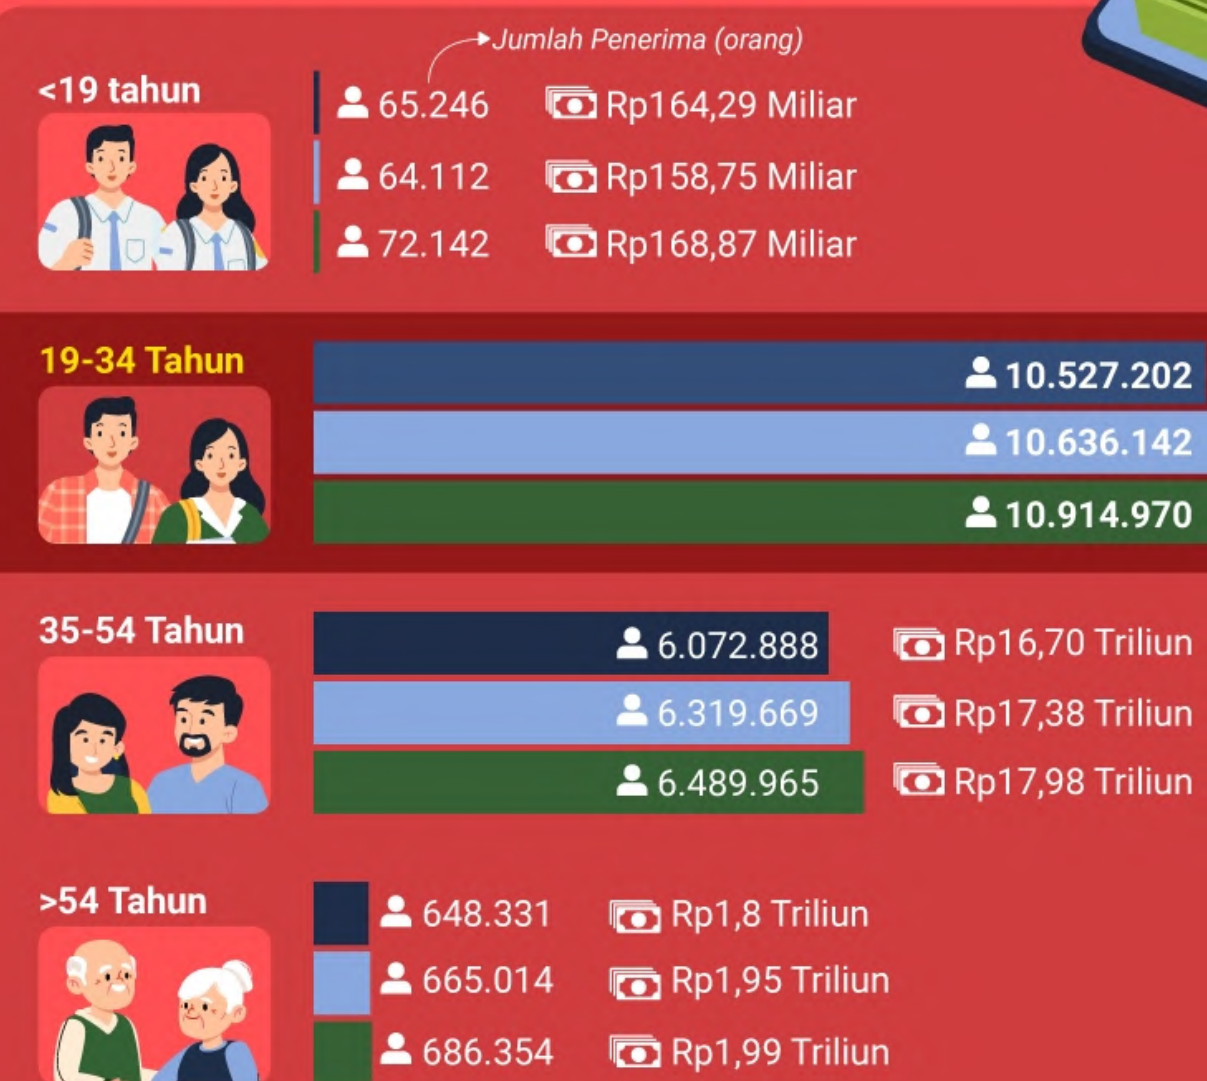 Jumlah Penerima (orang)
<19 tahun
65.246 Rp164,29 Miliar
64.112 Rp158,75 Miliar
72.142 Rp168,87 Miliar
19-34 Tahun
10.527.202
10.636.142
10.914.970
35-54 Tahun
6.072.888 Rp16,70 Triliun
6.319.669 Rp17,38 Triliun
6.489.965 Rp17,98 Triliun
>54 Tahun
648.331 Rp1,8 Triliun
665.014 Rp1,95 Triliun
686.354 Rp1,99 Triliun